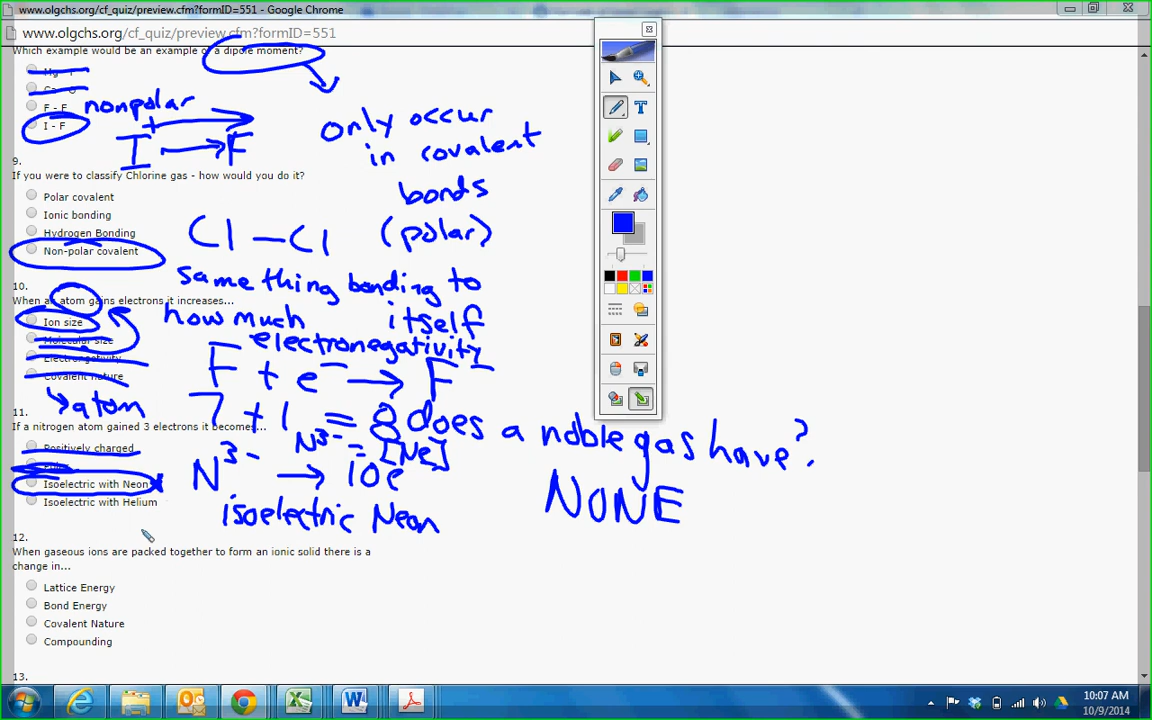 www.olgchs.org/cf_quiz/preview.cfm?formID=551 - Google Chrome
www.olgchs.org/cf_quiz/preview.cfm?formID=551
Which example would be an example of a dipole moment?
F - F
nonpolar
I - F
I → F
only occur
in covalent
bonds
(polar)
9.
If you were to classify Chlorine gas - how would you do it?
Polar covalent
Ionic bonding
Hydrogen Bonding
Non-polar covalent
Cl — Cl
same thing bonding to
itself
10.
When an atom gains electrons it increases...
Ion size
Molecular size
Electronegativity
Covalent nature
how much
electronegativity
F + e⁻ → F⁻
7 + 1 = 8
does a noble gas have?
NONE
→ atom
11.
If a nitrogen atom gained 3 electrons it becomes...
Positively charged
Isoelectric with Neon
Isoelectric with Helium
N³⁻ = [Ne]
N³⁻ → 10e⁻
isoelectric Neon
12.
When gaseous ions are packed together to form an ionic solid there is a
change in...
Lattice Energy
Bond Energy
Covalent Nature
Compounding
13.
10:07 AM
10/9/2014